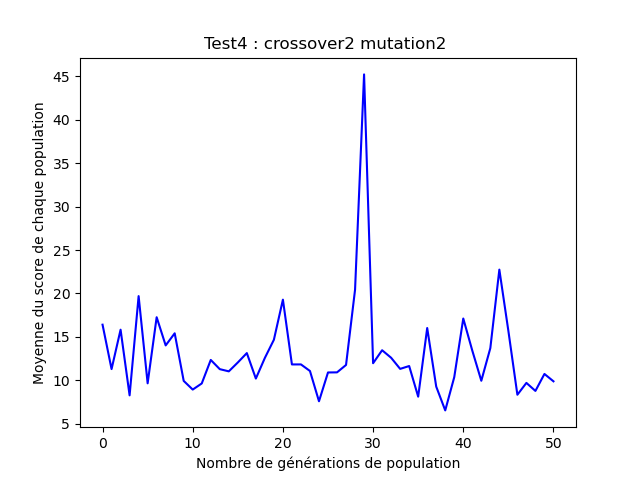 Test4 : crossover2 mutation2
Moyenne du score de chaque population
45
40
35
30
25
20
15
10
5
0 10 20 30 40 50
Nombre de générations de population